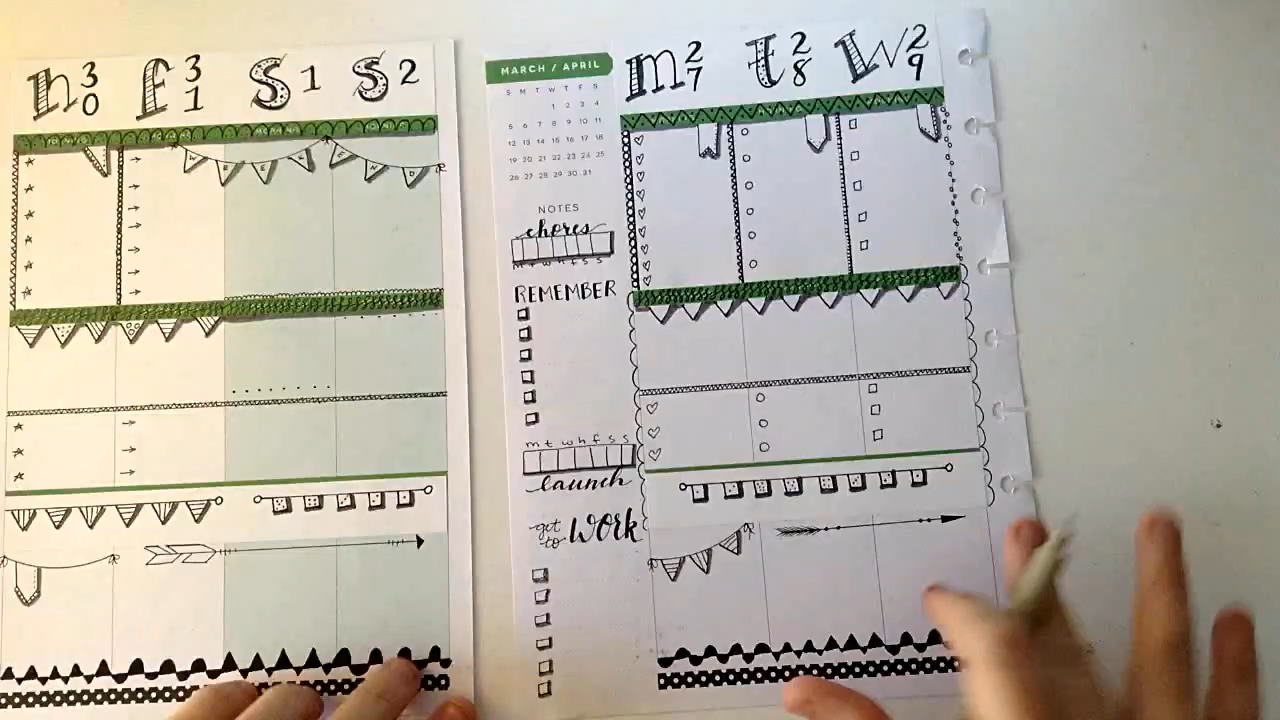 h 30 f 31 S 1 S 2
MARCH / APRIL
S M T W T F S
1 2 3 4
5 6 7 8 9 10 11
12 13 14 15 16 17 18
19 20 21 22 23 24 25
26 27 28 29 30 31
NOTES
chores
m t w h f s s
REMEMBER
m t w h f s s
launch
get to WORK
m 27 t 28 W 29